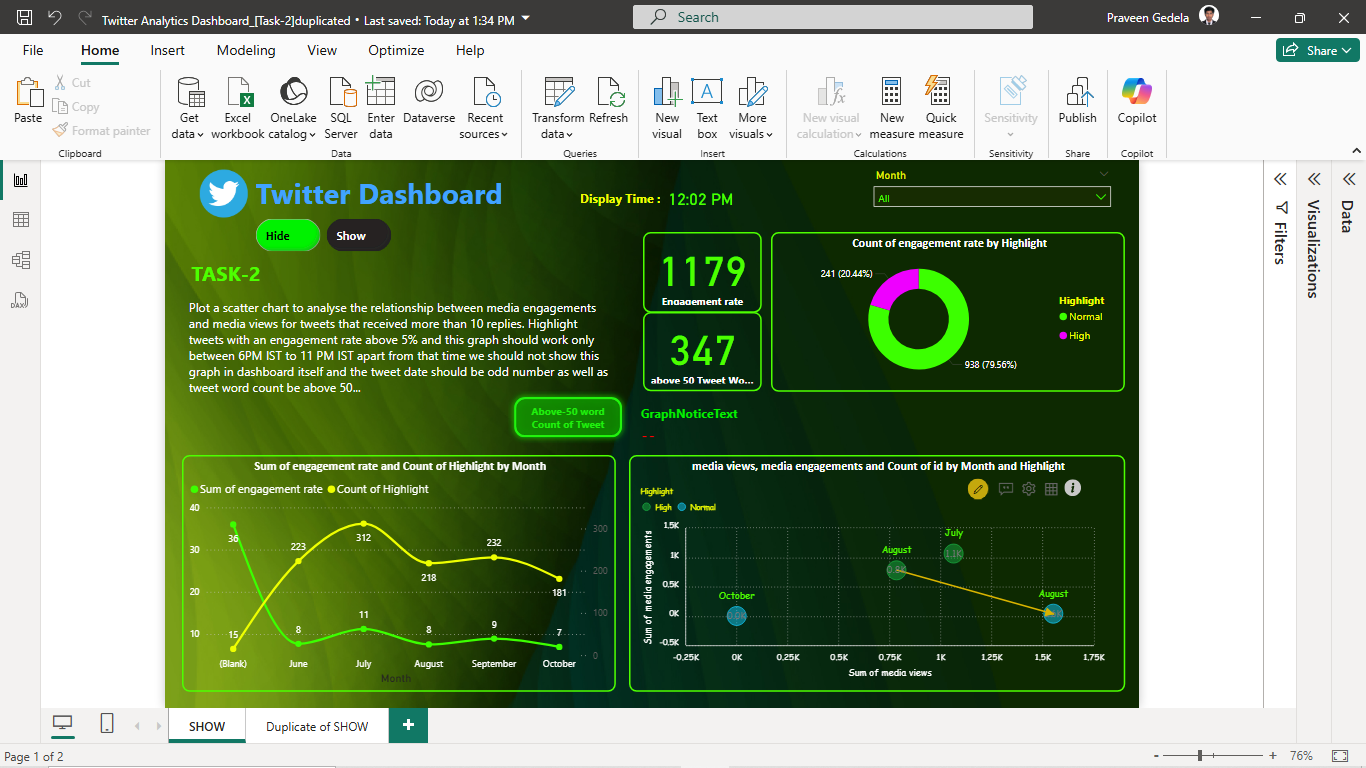 Twitter Analytics Dashboard_[Task-2]duplicated • Last saved: Today at 1:34 PM
Search
Praveen Gedela
File Home Insert Modeling View Optimize Help
Share
Paste
Cut
Copy
Format painter
Clipboard
Get data
Excel workbook
OneLake catalog
SQL Server
Enter data
Dataverse
Recent sources
Data
Transform data
Refresh
Queries
New visual
Text box
More visuals
Insert
New visual calculation
New measure
Quick measure
Calculations
Sensitivity
Sensitivity
Publish
Share
Copilot
Copilot
DAX
Twitter Dashboard
Hide
Show
Display Time : 12:02 PM
Month
All
TASK-2
Plot a scatter chart to analyse the relationship between media engagements
and media views for tweets that received more than 10 replies. Highlight
tweets with an engagement rate above 5% and this graph should work only
between 6PM IST to 11 PM IST apart from that time we should not show this
graph in dashboard itself and the tweet date should be odd number as well as
tweet word count be above 50...
Above-50 word
Count of Tweet
1179
Engagement rate
347
above 50 Tweet Wo...
GraphNoticeText
--
Count of engagement rate by Highlight
241 (20.44%)
938 (79.56%)
Highlight
Normal
High
Sum of engagement rate and Count of Highlight by Month
Sum of engagement rate Count of Highlight
40
30
20
10
300
200
100
0
36
223
312
218
232
181
15
8
11
8
9
7
(Blank) June July August September October
Month
media views, media engagements and Count of id by Month and Highlight
Highlight
High Normal
Sum of media engagements
1.5K
1K
0.5K
0K
-0.5K
July
1.1K
August
October
0.0K
August
-0.25K 0K 0.25K 0.5K 0.75K 1K 1.25K 1.5K 1.75K
Sum of media views
Filters
Visualizations
Data
SHOW
Duplicate of SHOW
+
Page 1 of 2
- + 76%